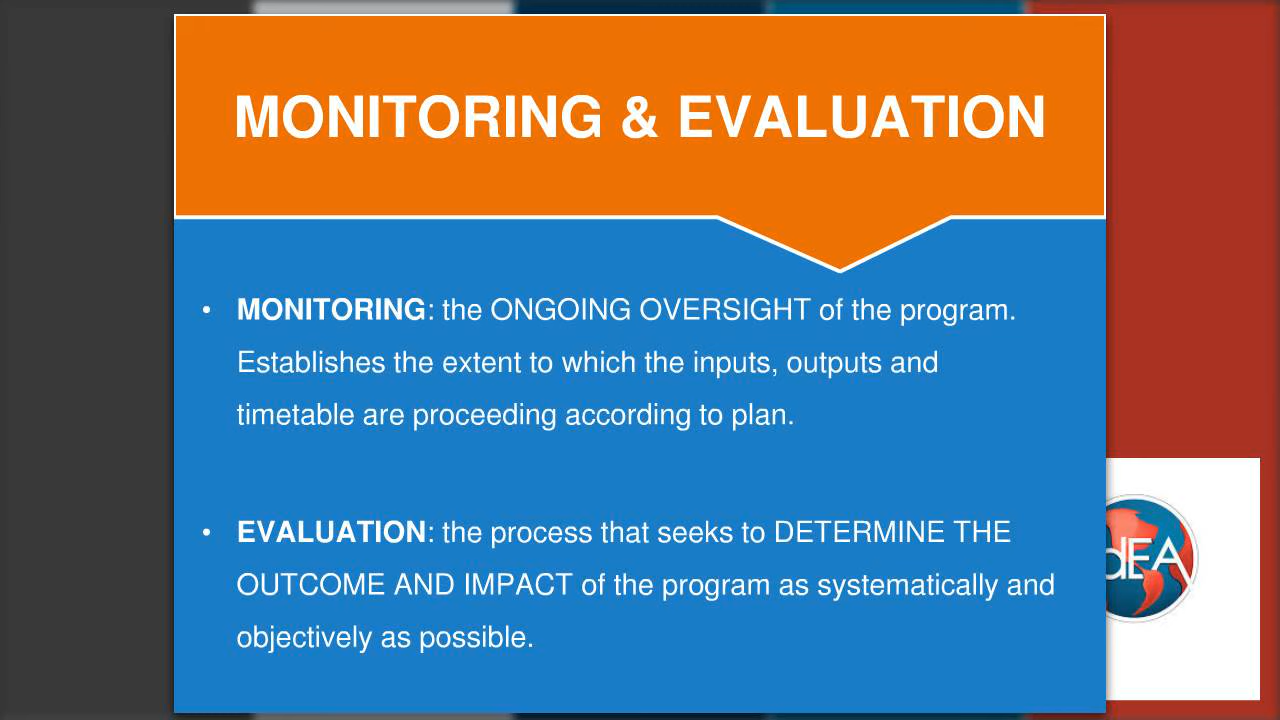 MONITORING & EVALUATION
• MONITORING: the ONGOING OVERSIGHT of the program.
Establishes the extent to which the inputs, outputs and
timetable are proceeding according to plan.
• EVALUATION: the process that seeks to DETERMINE THE
OUTCOME AND IMPACT of the program as systematically and
objectively as possible.
dEA